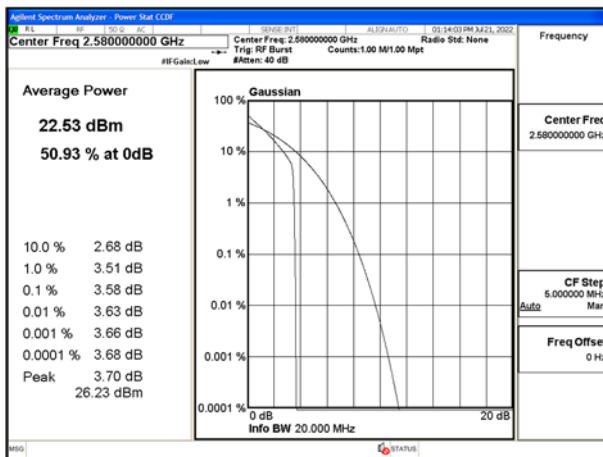 Agilent Spectrum Analyzer - Power Stat CCDF
RL RF 50 Ω AC SENSE:INT ALIGNAUTO 01:14:03 PM Jul 21, 2022
Center Freq 2.580000000 GHz
Center Freq: 2.580000000 GHz Radio Std: None
Trig: RF Burst Counts:1.00 M/1.00 Mpt
#IFGain:Low #Atten: 40 dB
Frequency
Average Power
22.53 dBm
50.93 % at 0dB
10.0 % 2.68 dB
1.0 % 3.51 dB
0.1 % 3.58 dB
0.01 % 3.63 dB
0.001 % 3.66 dB
0.0001 % 3.68 dB
Peak 3.70 dB
26.23 dBm
Gaussian
100 %
10 %
1 %
0.1 %
0.01 %
0.001 %
0.0001 %
0 dB 20 dB
Info BW 20.000 MHz
Center Freq
2.580000000 GHz
CF Step
5.000000 MHz
Auto Man
Freq Offset
0 Hz
MSG STATUS